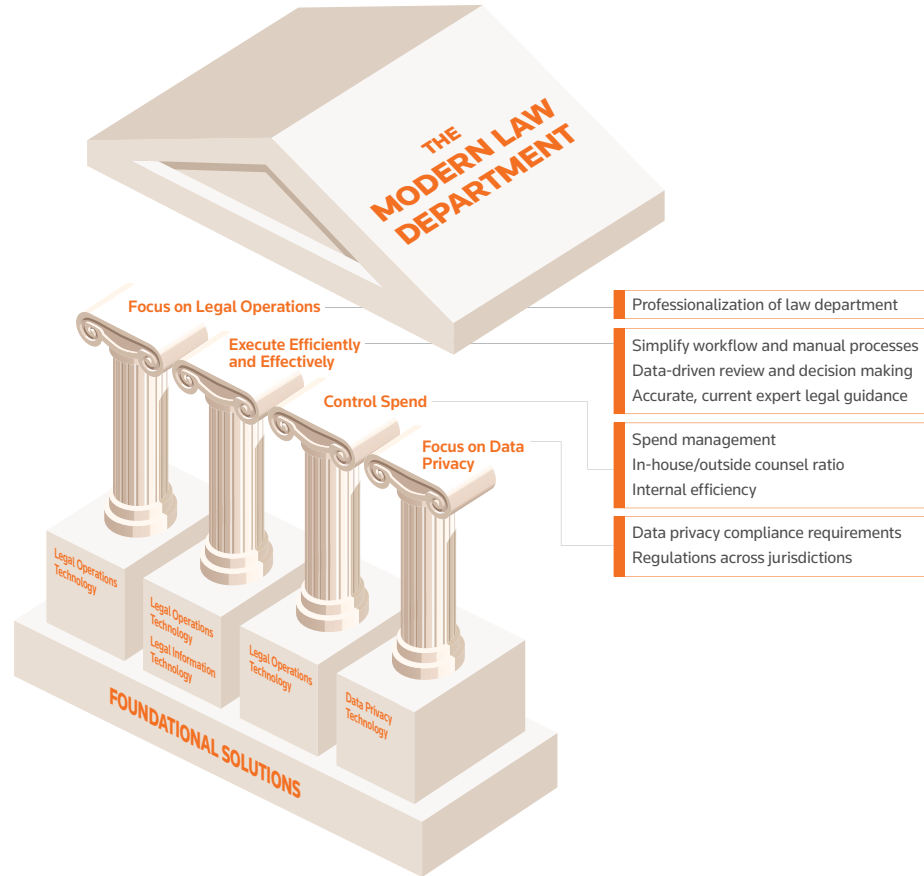 THE
MODERN LAW
DEPARTMENT
Focus on Legal Operations
Professionalization of law department
Execute Efficiently
and Effectively
Simplify workflow and manual processes
Data-driven review and decision making
Accurate, current expert legal guidance
Control Spend
Spend management
In-house/outside counsel ratio
Internal efficiency
Focus on Data
Privacy
Data privacy compliance requirements
Regulations across jurisdictions
Legal Operations
Technology
Legal Operations
Technology
Legal Information
Technology
Legal Operations
Technology
Data Privacy
Technology
FOUNDATIONAL SOLUTIONS